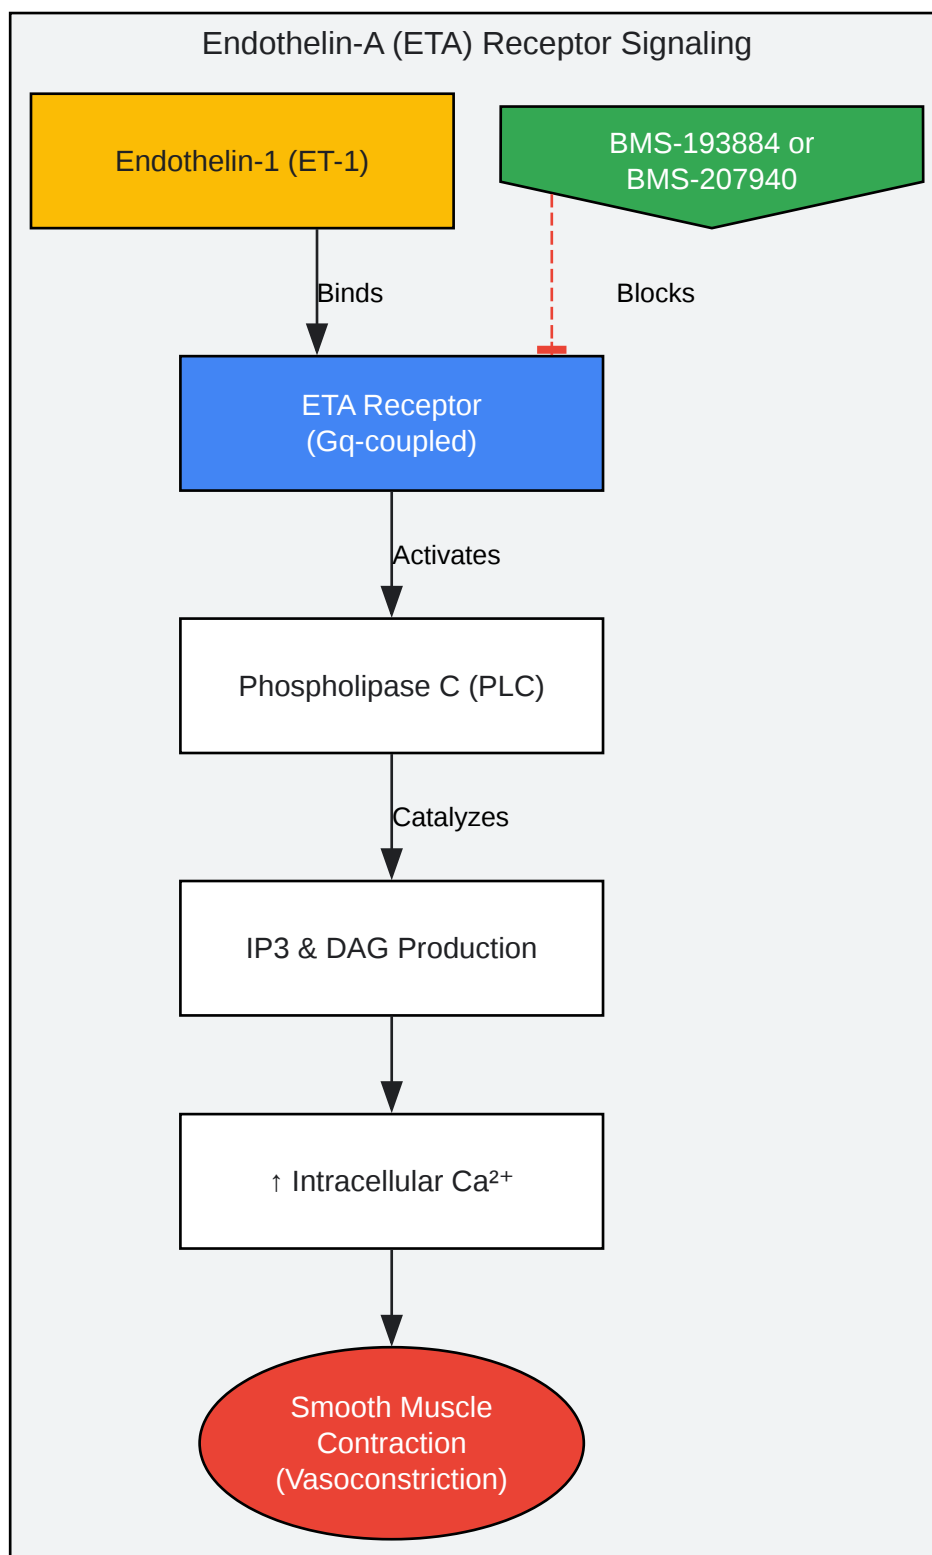 Endothelin-A (ETA) Receptor Signaling
Endothelin-1 (ET-1)
BMS-193884 or
BMS-207940
Binds
Blocks
ETA Receptor
(Gq-coupled)
Activates
Phospholipase C (PLC)
Catalyzes
IP3 & DAG Production
↑ Intracellular Ca²⁺
Smooth Muscle
Contraction
(Vasoconstriction)